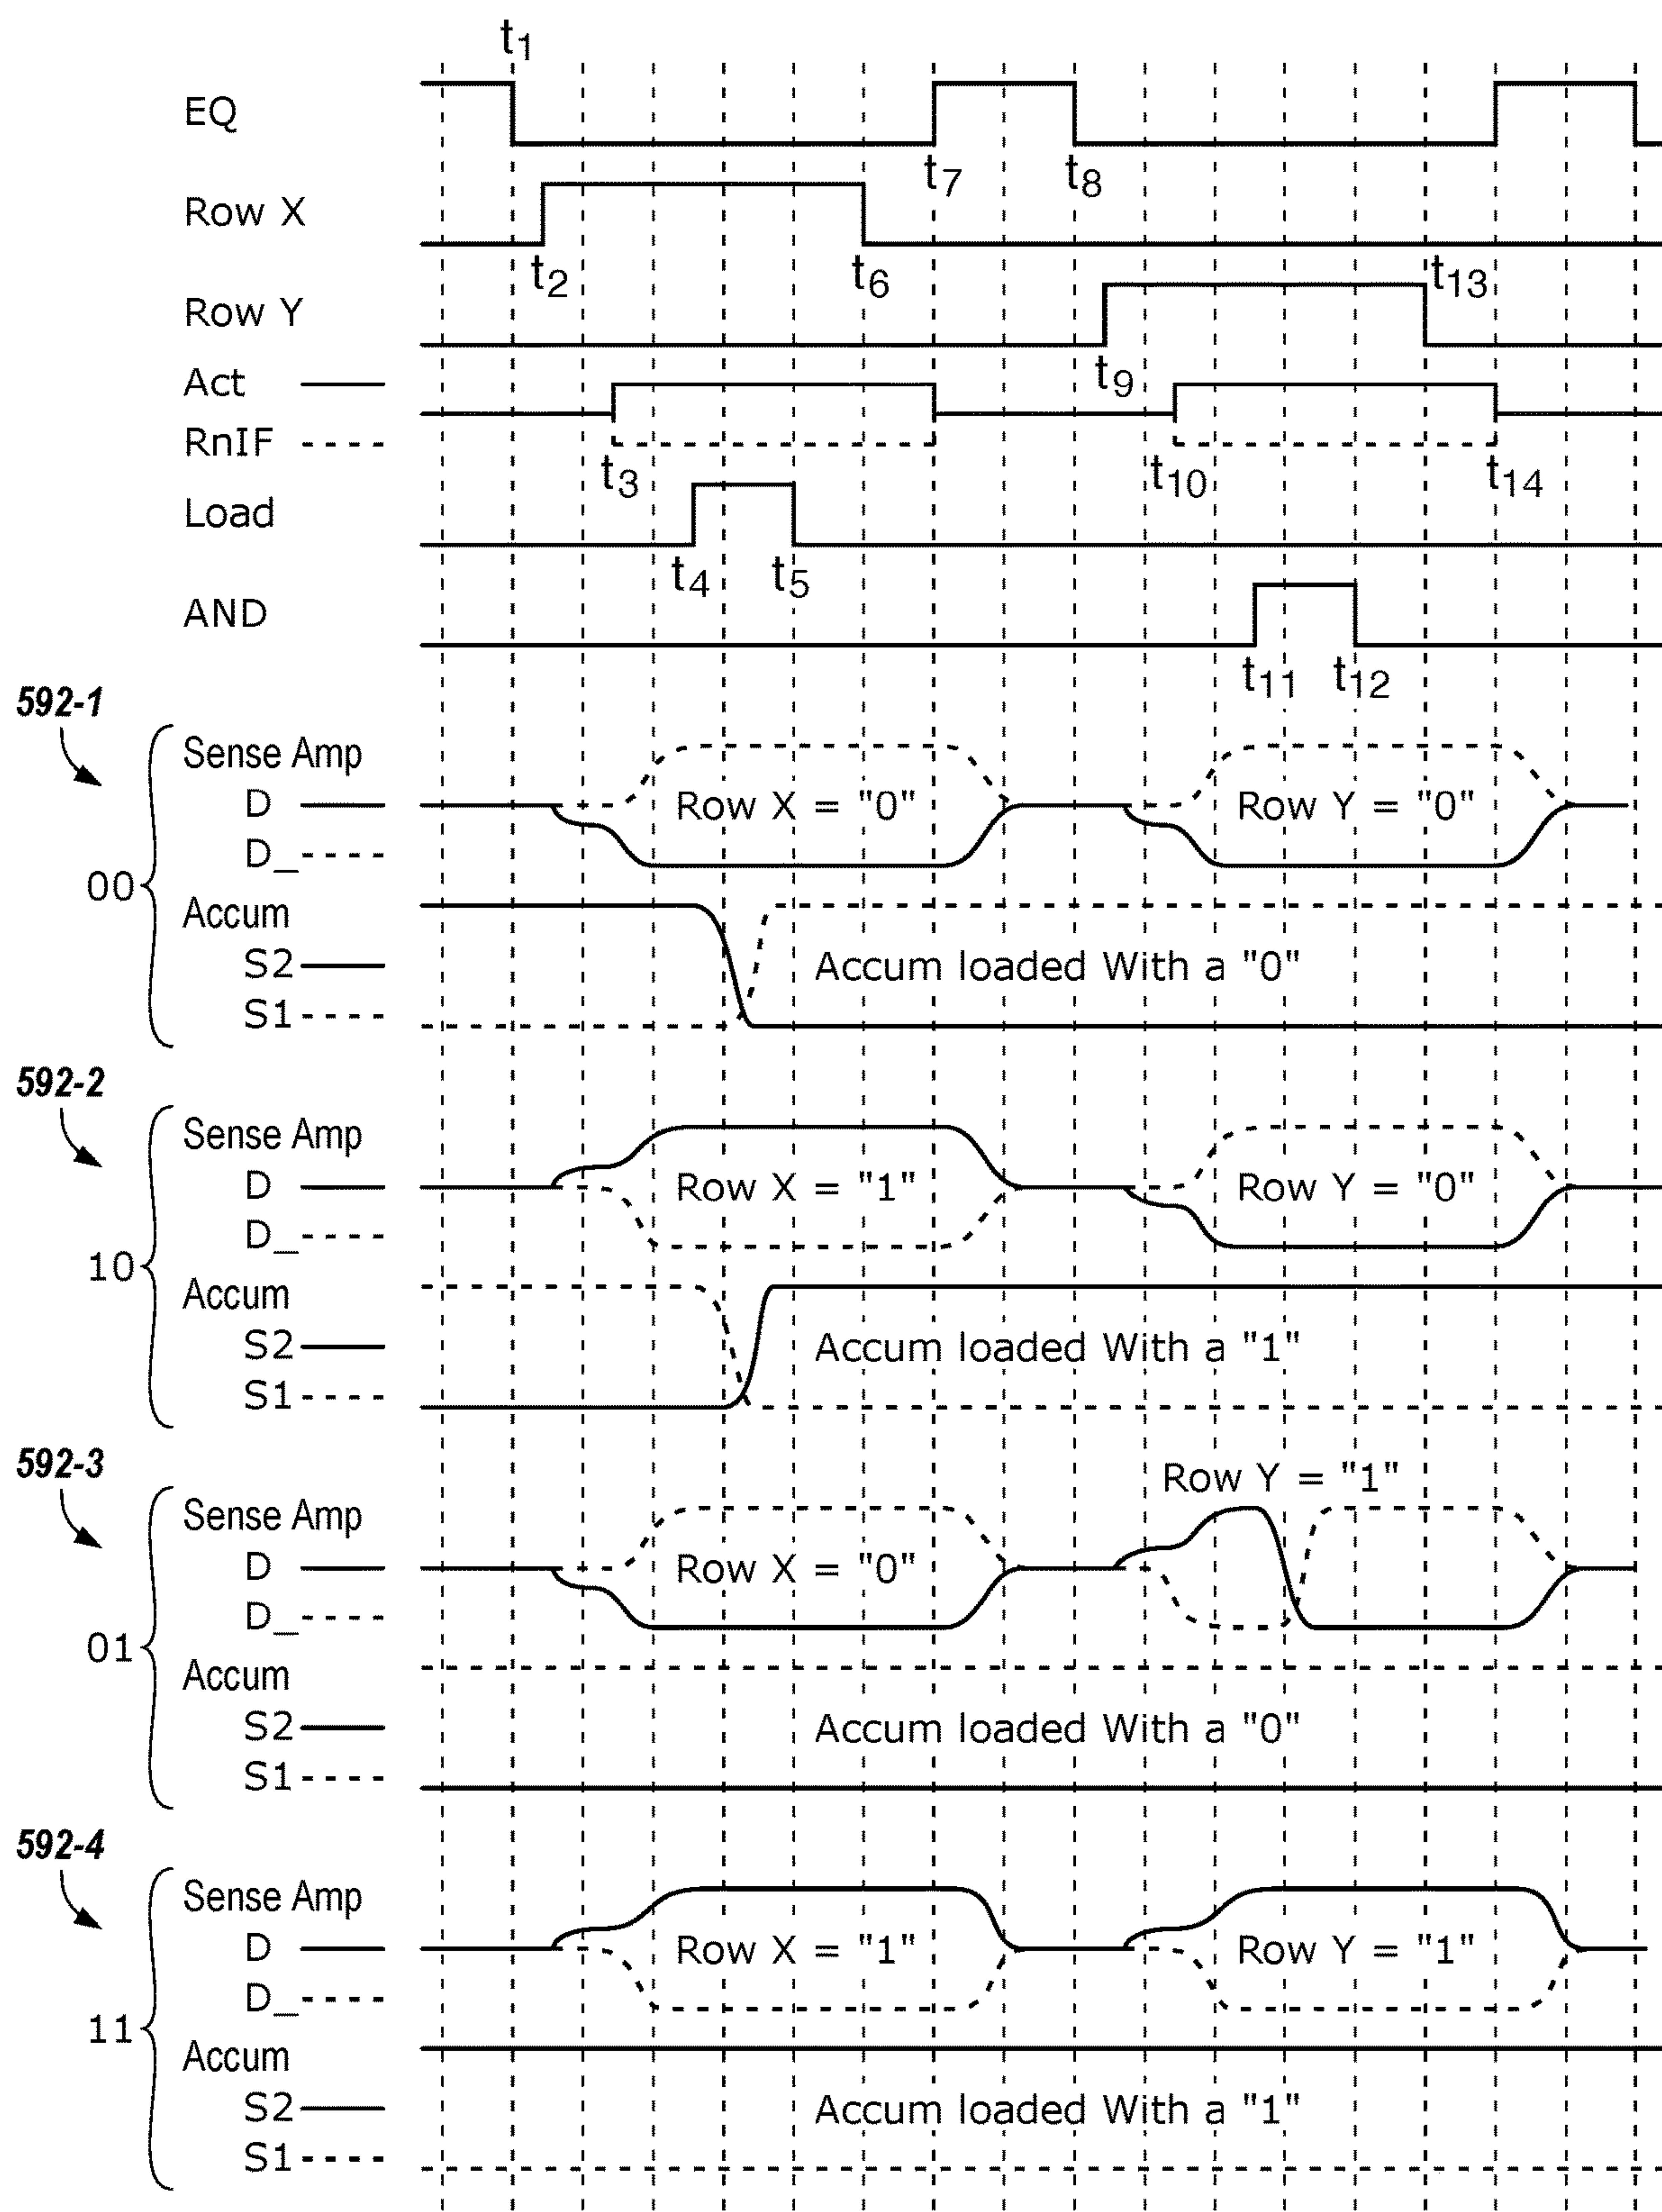 t1
EQ
t7 t8
Row X
t2 t6 t13
Row Y
t9
Act
RnIF
t3 t10 t14
Load
t4 t5
AND
t11 t12
592-1
Sense Amp
D Row X = "0" Row Y = "0"
D_
00
Accum
S2 Accum loaded With a "0"
S1
592-2
Sense Amp
D Row X = "1" Row Y = "0"
D_
10
Accum
S2 Accum loaded With a "1"
S1
592-3
Row Y = "1"
Sense Amp
D Row X = "0"
D_
01
Accum
S2 Accum loaded With a "0"
S1
592-4
Sense Amp
D Row X = "1" Row Y = "1"
D_
11
Accum
S2 Accum loaded With a "1"
S1